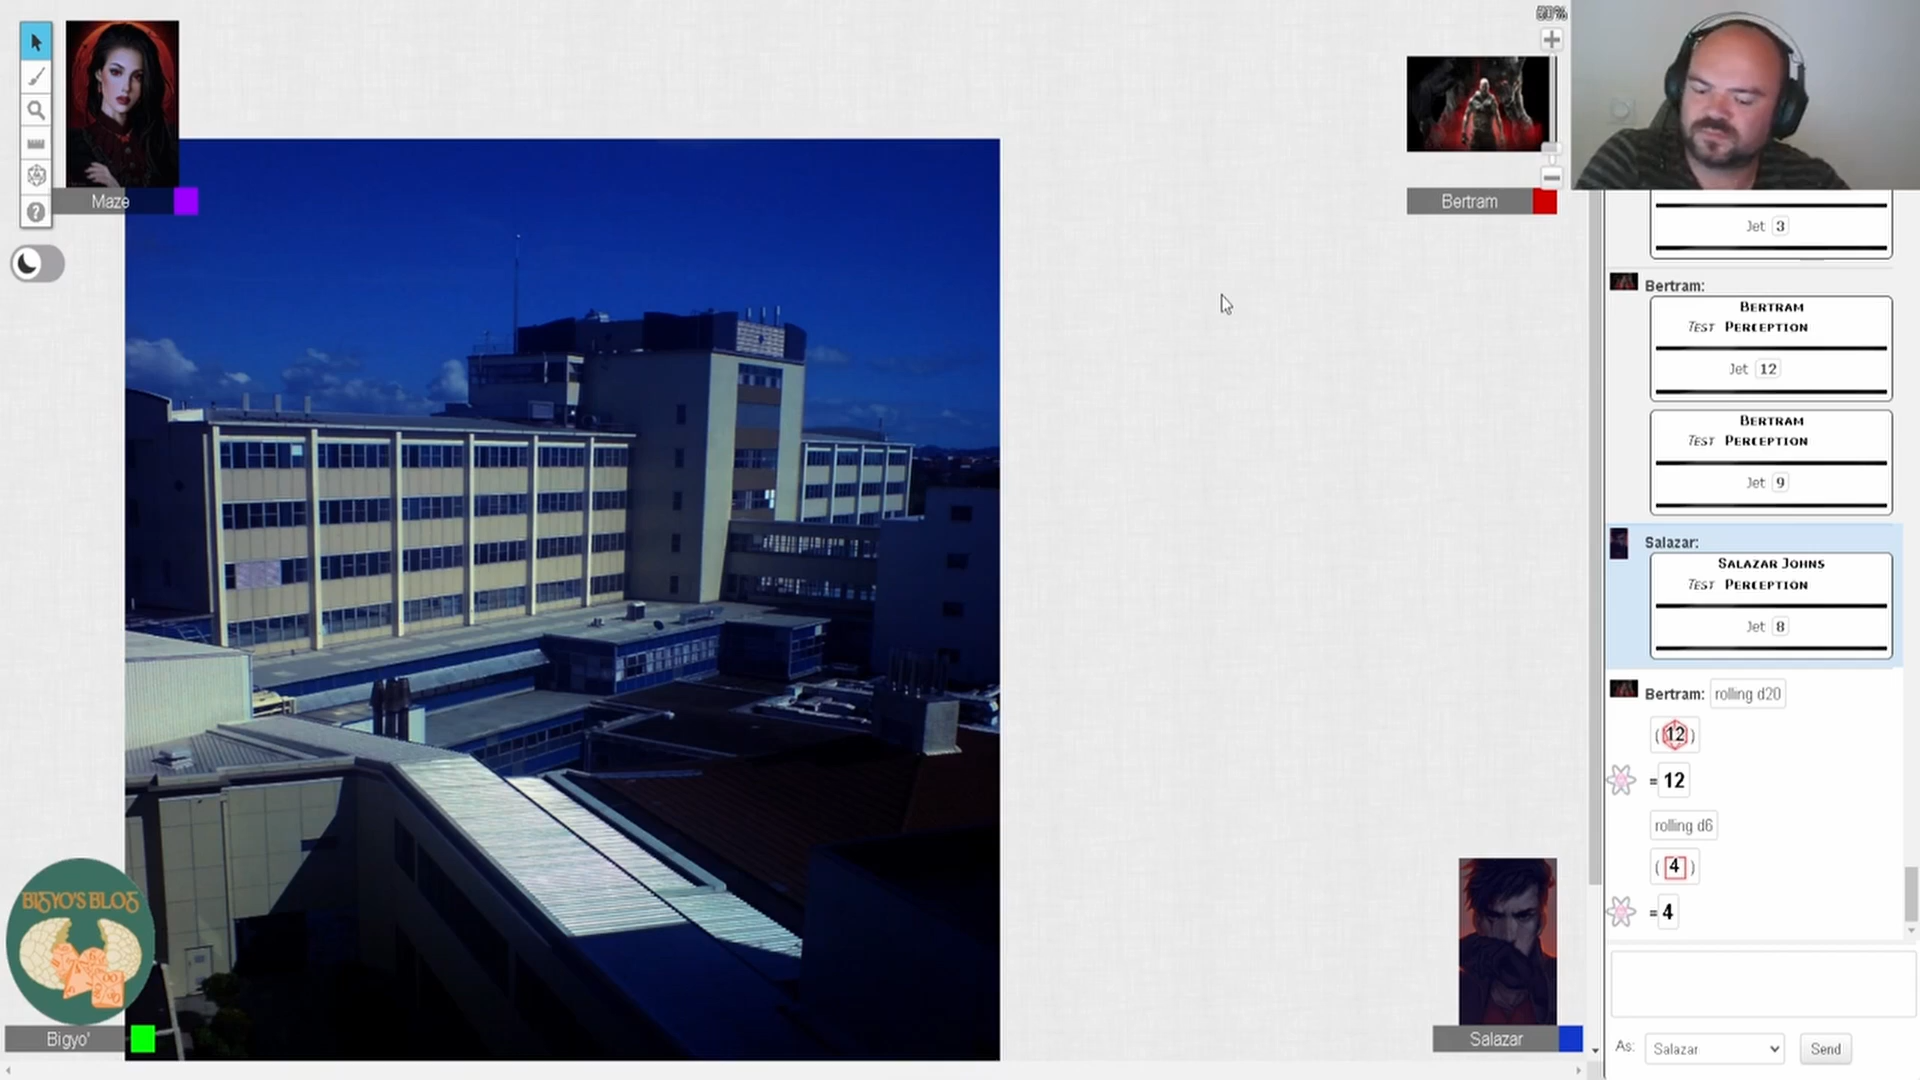 60%
Maze
Bertram
Jet 3
Bertram:
BERTRAM
TEST PERCEPTION
Jet 12
BERTRAM
TEST PERCEPTION
Jet 9
Salazar:
SALAZAR JOHNS
TEST PERCEPTION
Jet 8
Bertram: rolling d20
(12)
=12
rolling d6
(4)
=4
BIGYO'S BLOG
Bigyo'
Salazar
As: Salazar
Send